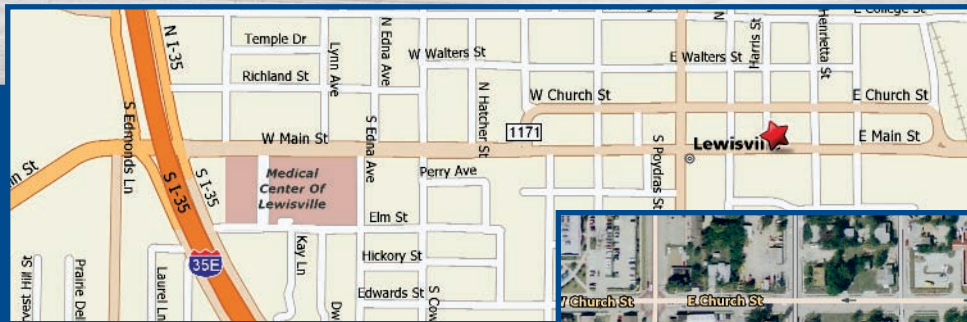 N I-35
Temple Dr
Lynn Ave
N Edna Ave
W Walters St
N
Harris St
Henrietta St
E College St
E Walters St
Richland St
N Hatcher St
W Church St
E Church St
S Edmonds Ln
W Main St
1171
E Main St
S Edna Ave
S Poydras St
in St
S I-35
S I-35
Medical
Center Of
Lewisville
Perry Ave
Elm St
Kay Ln
Hickory St
35E
Edwards St
Prairie Del
Laurel Ln
Church St
E Church St